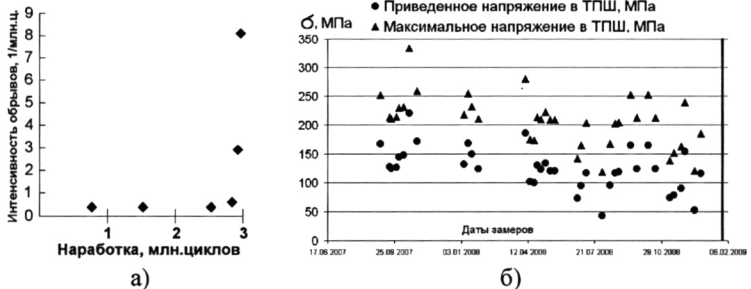 Интенсивность обрывов, 1/млн.ц.
9
8
7
6
5
4
3
2
1
0
1 2 3
Наработка, млн.циклов
а)
● Приведенное напряжение в ТПШ, МПа
▲ Максимальное напряжение в ТПШ, МПа
σ, МПа
350
300
250
200
150
100
50
0
Даты замеров
17.06.2007 25.09.2007 03.01.2008 12.04.2008 21.07.2008 29.10.2008 06.02.2009
б)